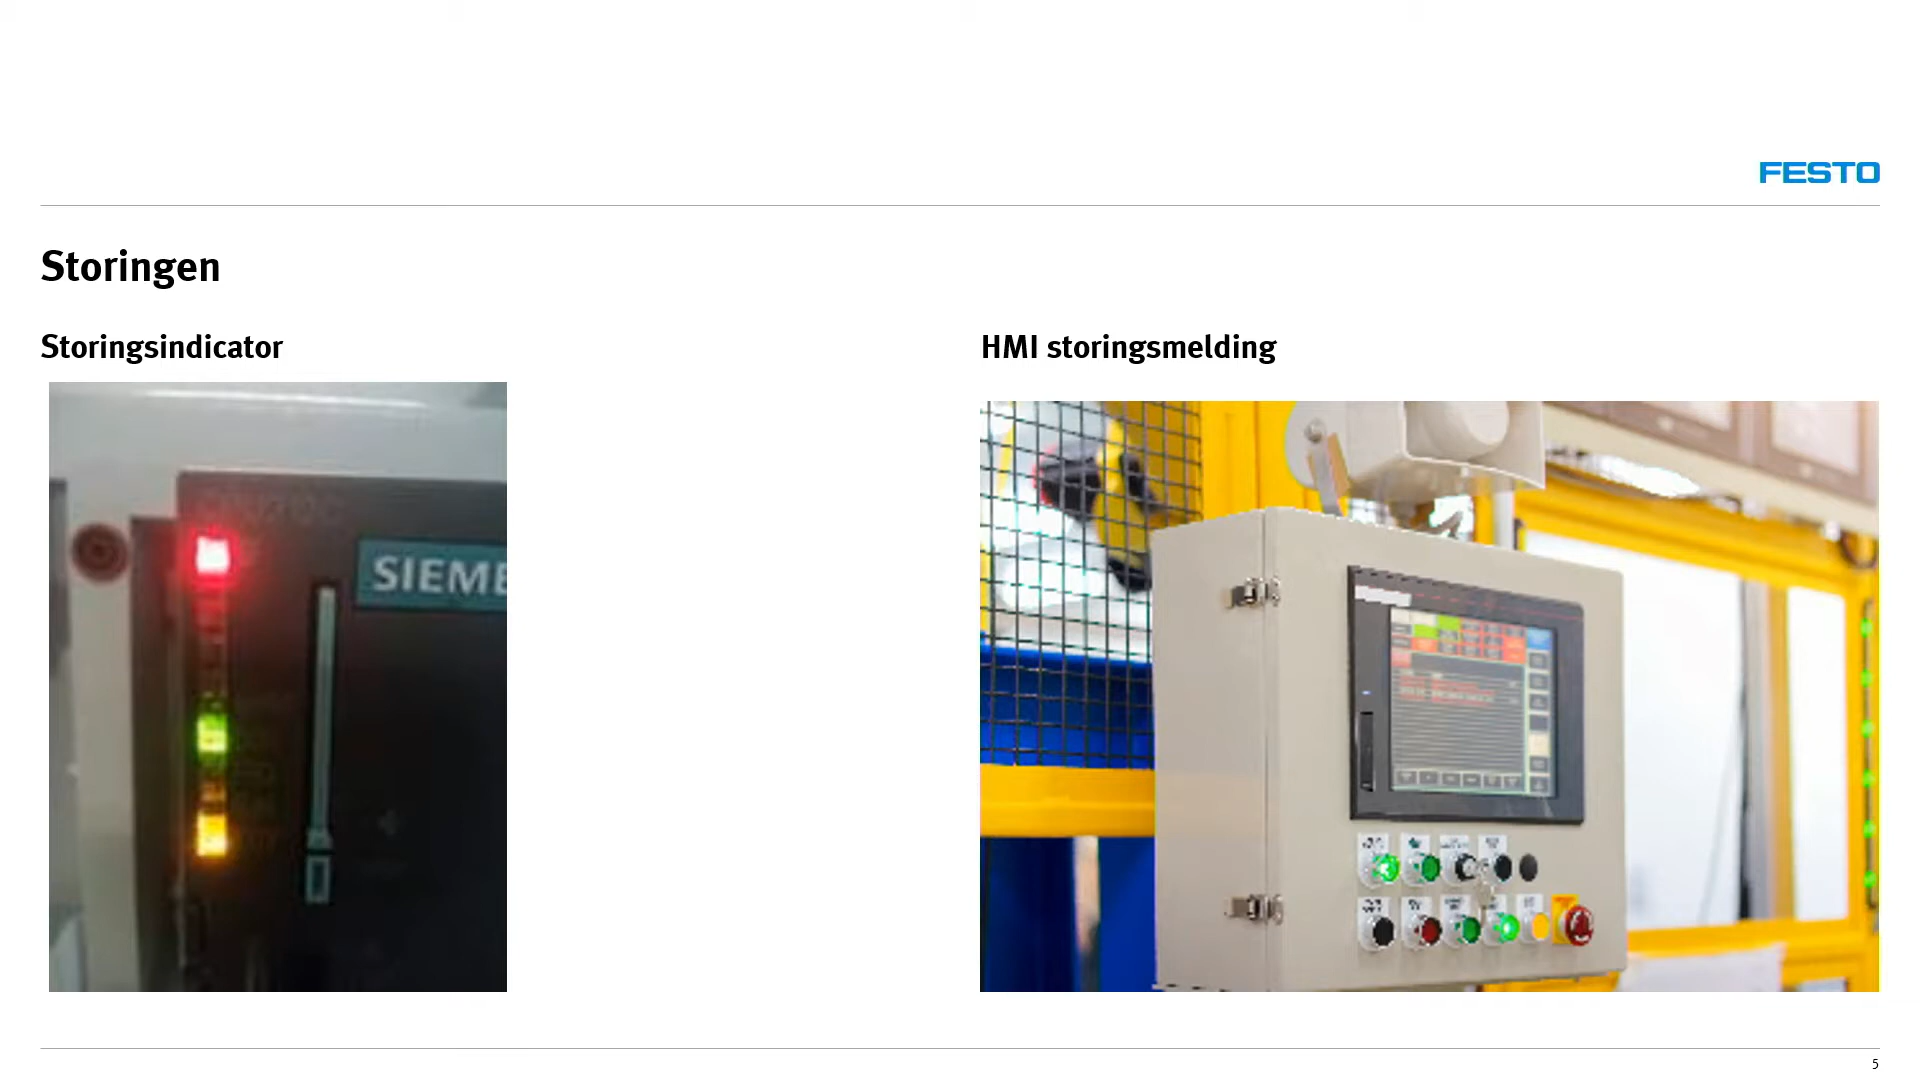 FESTO
Storingen
Storingsindicator
HMI storingsmelding
SIEME
5